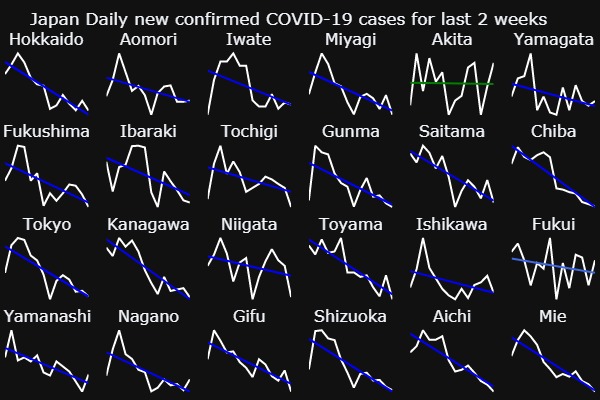 Japan Daily new confirmed COVID-19 cases for last 2 weeks
Hokkaido Aomori Iwate Miyagi Akita Yamagata
Fukushima Ibaraki Tochigi Gunma Saitama Chiba
Tokyo Kanagawa Niigata Toyama Ishikawa Fukui
Yamanashi Nagano Gifu Shizuoka Aichi Mie